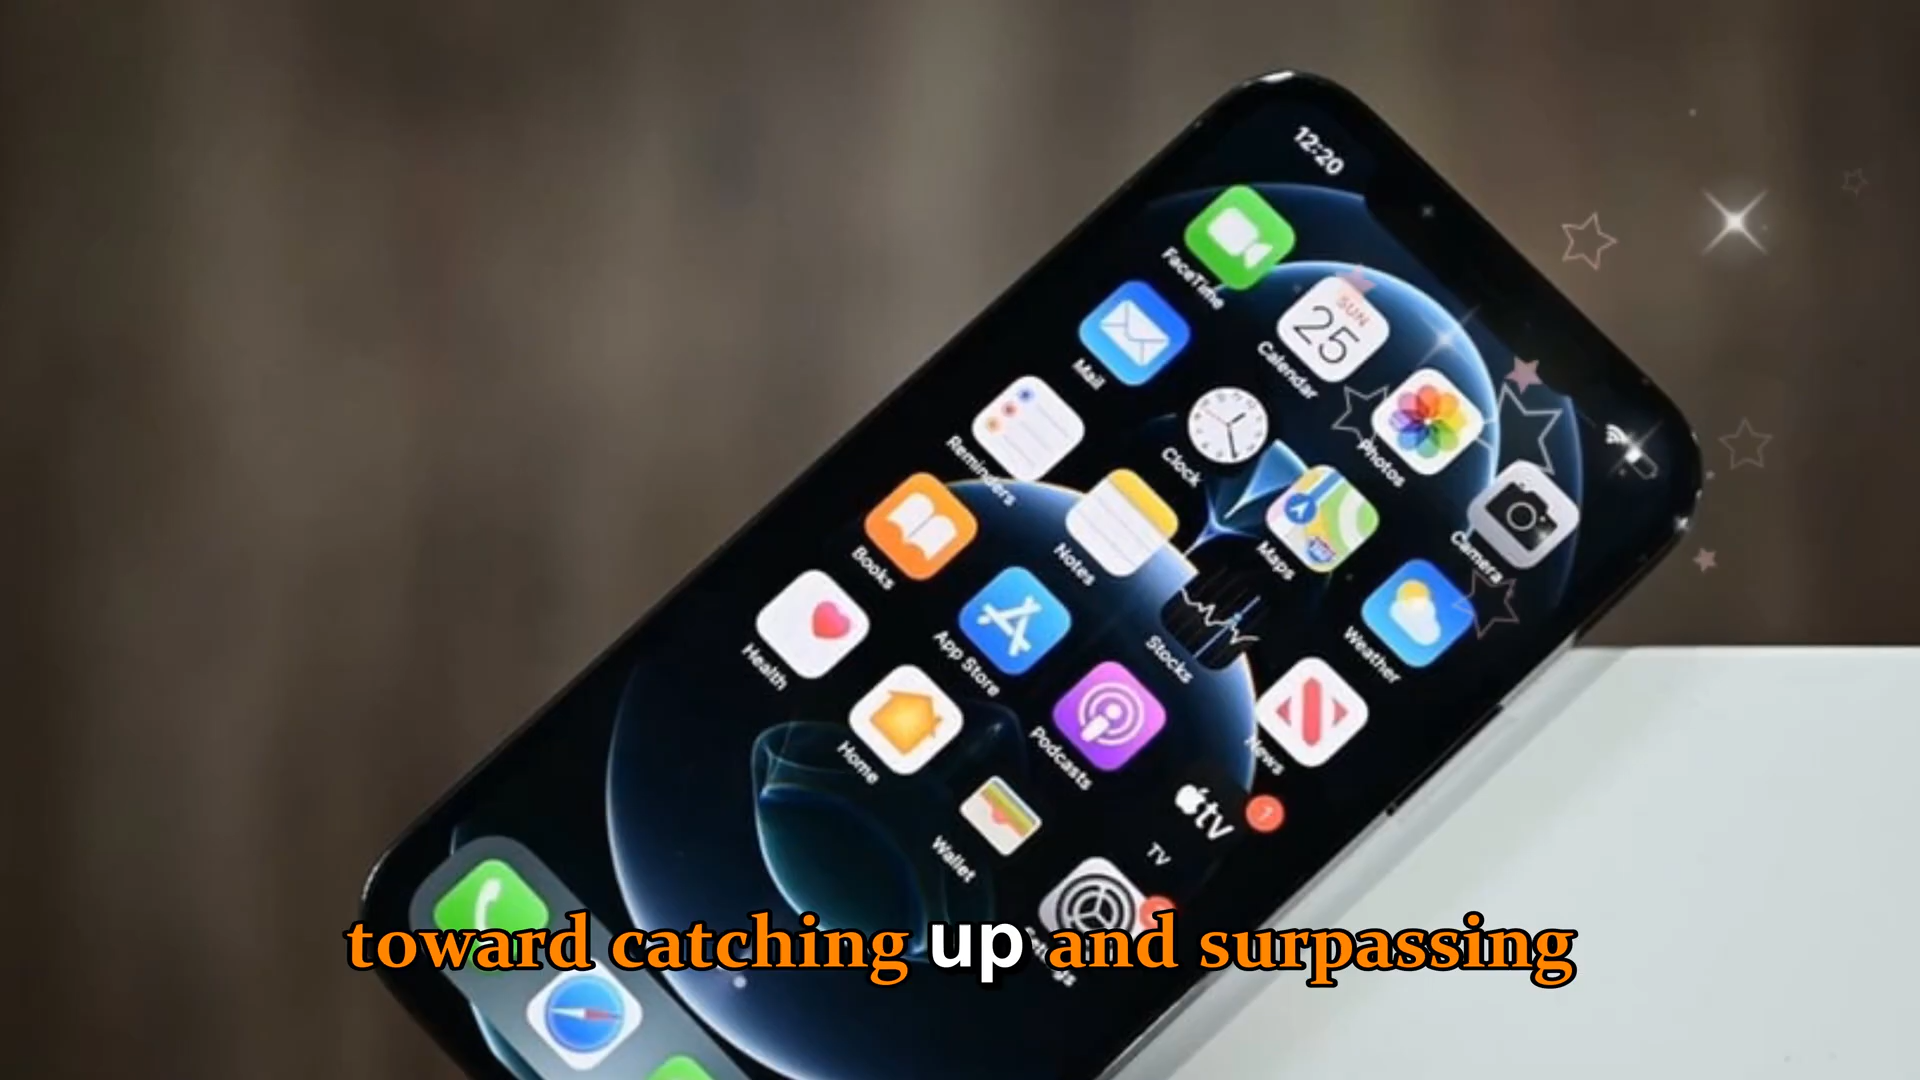 12:20
FaceTime
SUN
25
Calendar
Photos
Camera
Mail
Clock
Maps
Weather
Reminders
Notes
Stocks
News
Books
App Store
Podcasts
tv
TV
Health
Home
Wallet
Settings
toward catching up and surpassing